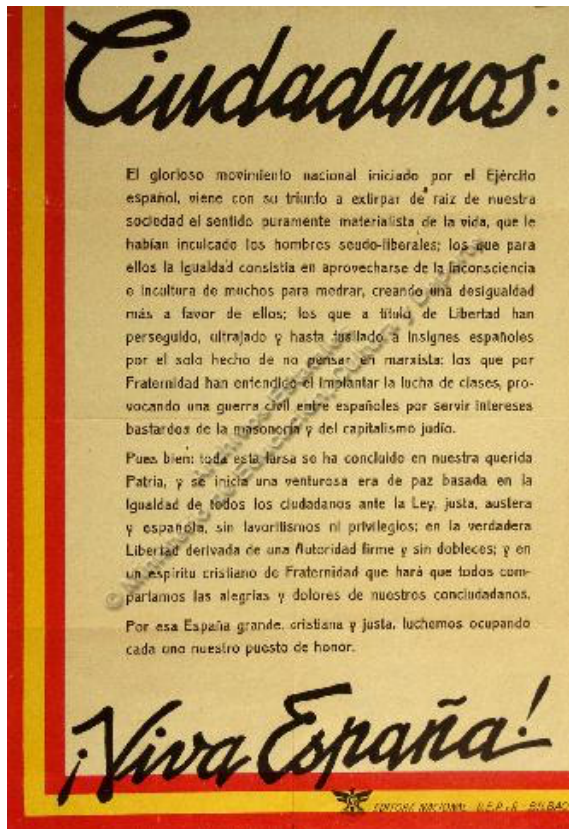 Ciudadanos:
El glorioso movimiento nacional iniciado por el Ejército
español, viene con su triunfo a extirpar de raiz de nuestra
sociedad el sentido puramente materialista de la vida, que le
habían inculcado los hombres seudo-liberales; los que para
ellos la Igualdad consistía en aprovecharse de la inconsciencia
e incultura de muchos para medrar, creando una desigualdad
más a favor de ellos; los que a título de Libertad han
perseguido, ultrajado y hasta fusilado a insignes españoles
por el solo hecho de no pensar en marxista; los que por
Fraternidad han entendido el implantar la lucha de clases, pro-
vocando una guerra civil entre españoles por servir intereses
bastardos de la masonería y del capitalismo judío.
Pues bien: toda esta farsa se ha concluido en nuestra querida
Patria, y se inicia una venturosa era de paz basada en la
Igualdad de todos los ciudadanos ante la Ley, justa, austera
y española, sin favoritismos ni privilegios; en la verdadera
Libertad derivada de una Autoridad firme y sin dobleces; y en
un espíritu cristiano de Fraternidad que hará que todos com-
partamos las alegrías y dolores de nuestros conciudadanos.
Por esa España grande, cristiana y justa, luchemos ocupando
cada uno nuestro puesto de honor.
¡Viva España!
EDITORA NACIONAL - BILBAO